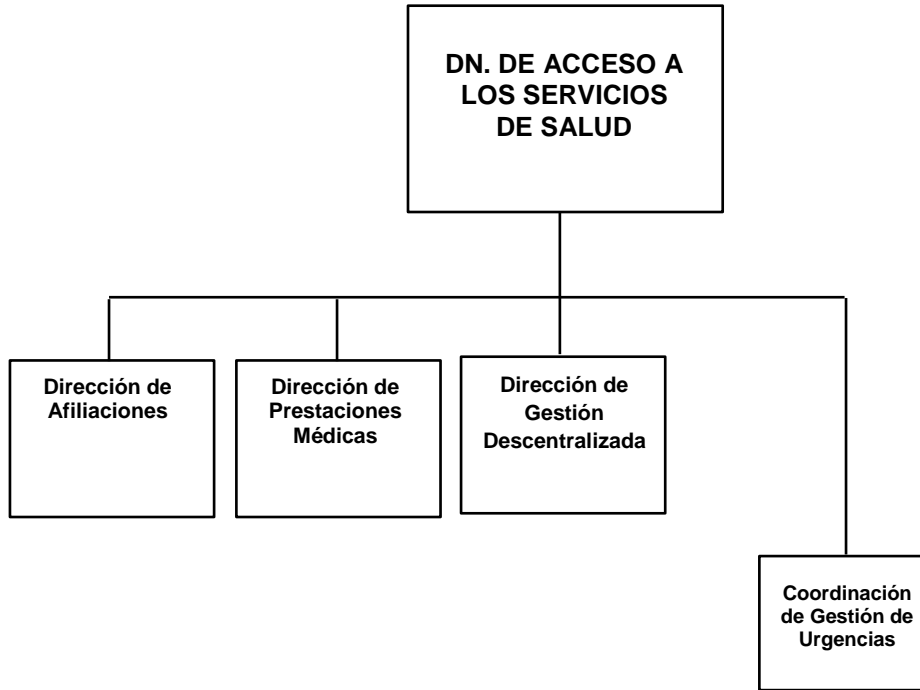 DN. DE ACCESO A
LOS SERVICIOS
DE SALUD
Dirección de
Afiliaciones
Dirección de
Prestaciones
Médicas
Dirección de
Gestión
Descentralizada
Coordinación
de Gestión de
Urgencias